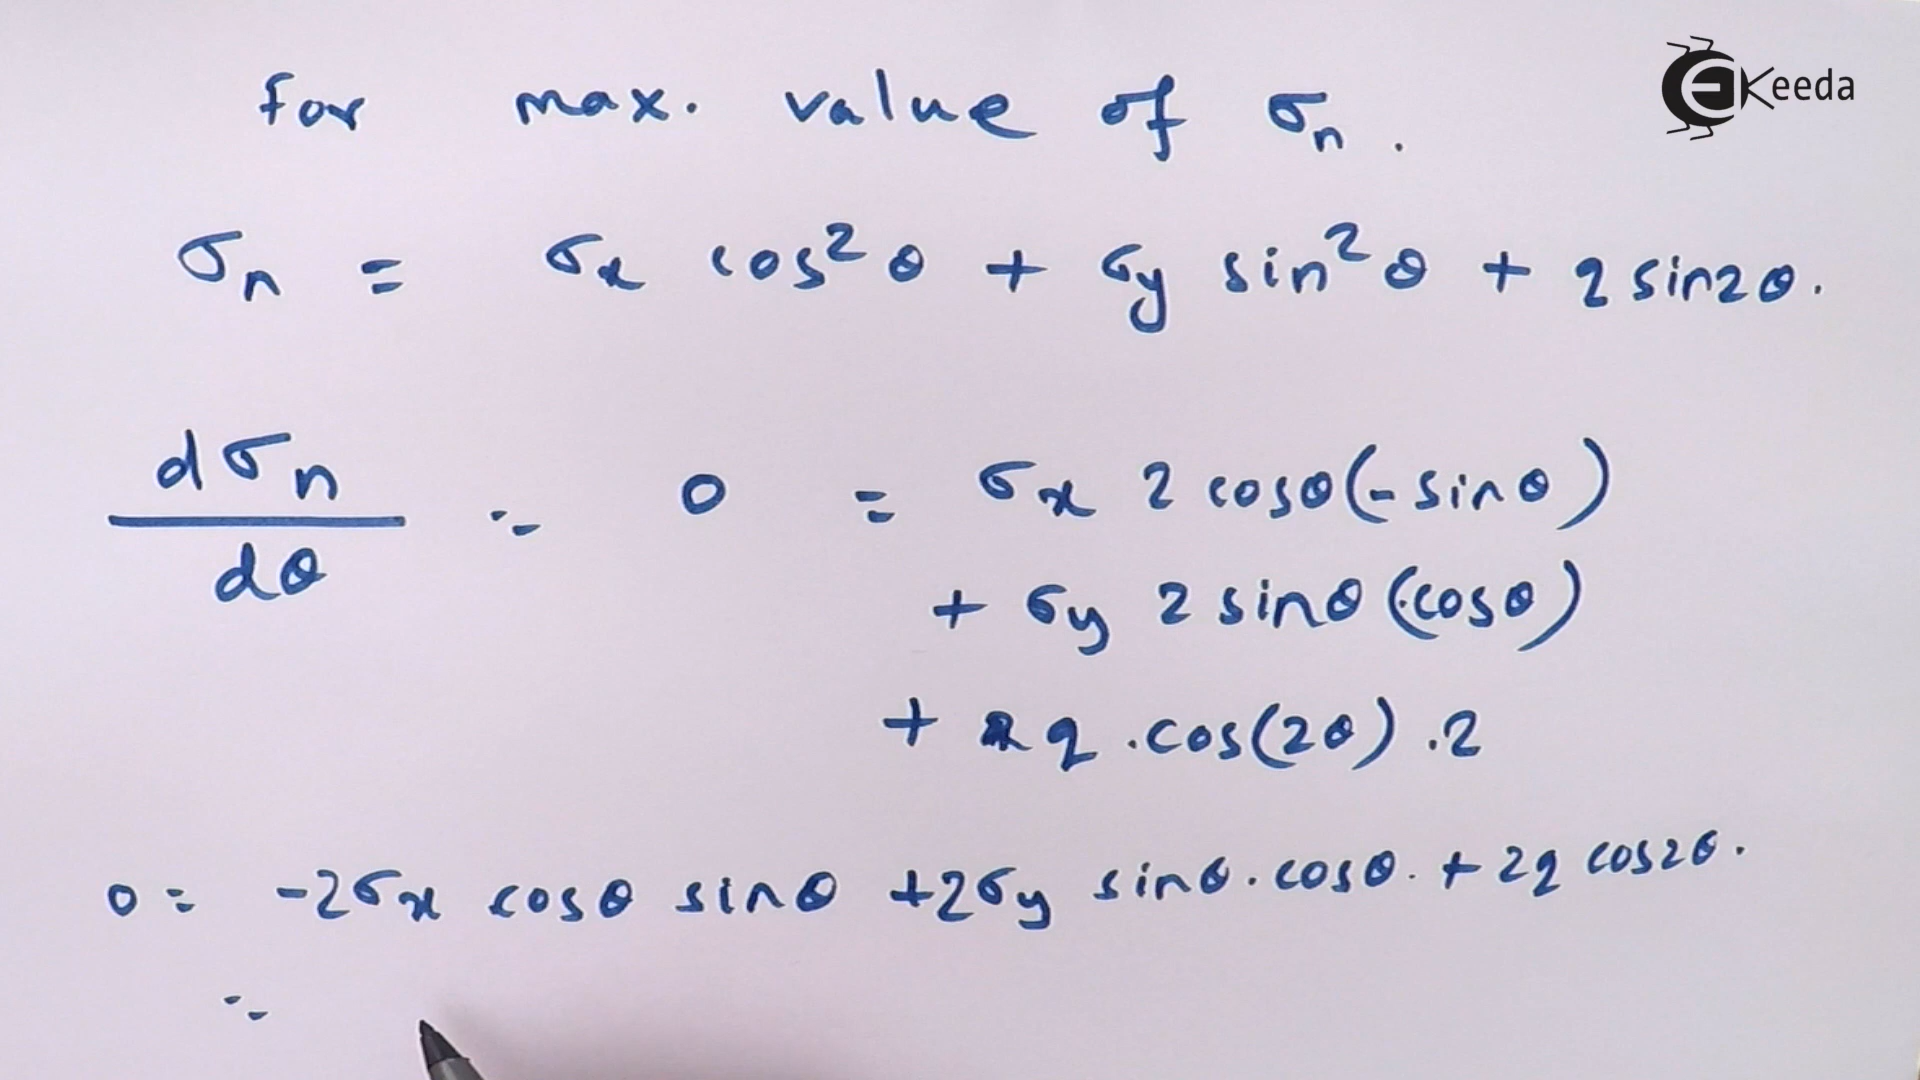 EKeeda
For max. value of σn.
σn = σx cos²θ + σy sin²θ + q sin2θ.
dσn/dθ = 0 = σx 2 cosθ(-sinθ)
+ σy 2 sinθ (cosθ)
+ q .cos(2θ) .2
0 = -2σx cosθ sinθ +2σy sinθ.cosθ. + 2q cos2θ.
=